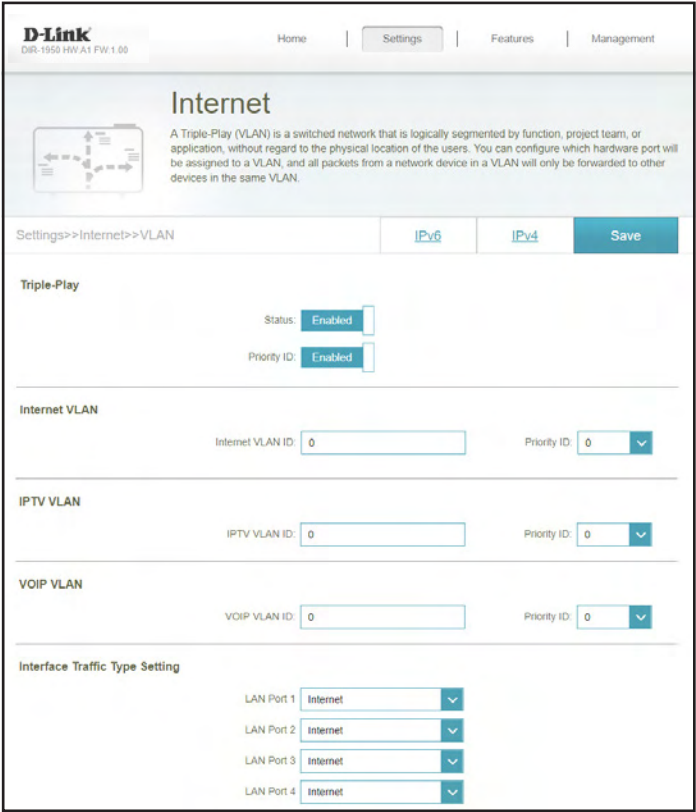 D-Link
DIR-1950 HW:A1 FW:1.00
Home | Settings | Features | Management
Internet
A Triple-Play (VLAN) is a switched network that is logically segmented by function, project team, or
application, without regard to the physical location of the users. You can configure which hardware port will
be assigned to a VLAN, and all packets from a network device in a VLAN will only be forwarded to other
devices in the same VLAN.
Settings>>Internet>>VLAN IPv6 IPv4 Save
Triple-Play
Status: Enabled
Priority ID: Enabled
Internet VLAN
Internet VLAN ID: 0 Priority ID: 0
IPTV VLAN
IPTV VLAN ID: 0 Priority ID: 0
VOIP VLAN
VOIP VLAN ID: 0 Priority ID: 0
Interface Traffic Type Setting
LAN Port 1 Internet
LAN Port 2 Internet
LAN Port 3 Internet
LAN Port 4 Internet